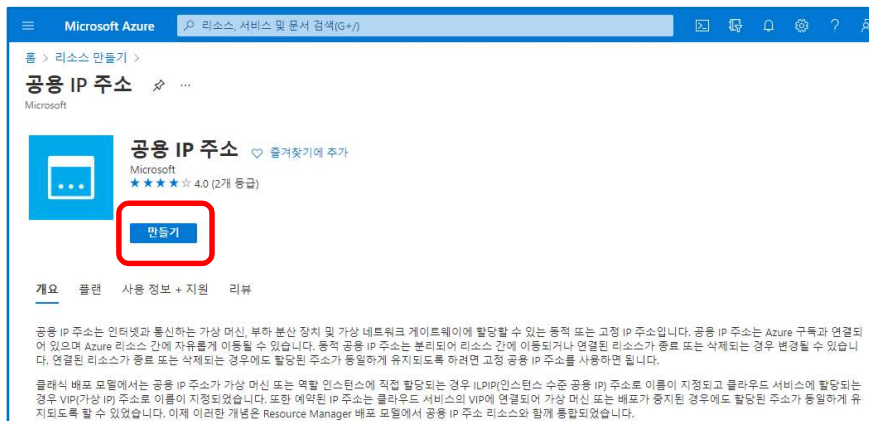 Microsoft Azure
리소스, 서비스 및 문서 검색(G+/)
홈 > 리소스 만들기 >
공용 IP 주소
Microsoft
공용 IP 주소
즐겨찾기에 추가
Microsoft
4.0 (2개 등급)
만들기
개요 플랜 사용 정보 + 지원 리뷰
공용 IP 주소는 인터넷과 통신하는 가상 머신, 부하 분산 장치 및 가상 네트워크 게이트웨이에 할당할 수 있는 동적 또는 고정 IP 주소입니다. 공용 IP 주소는 Azure 구독과 연결되
어 있으며 Azure 리소스 간에 자유롭게 이동될 수 있습니다. 동적 공용 IP 주소는 분리되어 리소스 간에 이동되거나 연결된 리소스가 종료 또는 삭제되는 경우 변경될 수 있습니
다. 연결된 리소스가 종료 또는 삭제되는 경우에도 할당된 주소가 동일하게 유지되도록 하려면 고정 공용 IP 주소를 사용하면 됩니다.
클래식 배포 모델에서는 공용 IP 주소가 가상 머신 또는 역할 인스턴스에 직접 할당되는 경우 ILPIP(인스턴스 수준 공용 IP) 주소로 이름이 지정되고 클라우드 서비스에 할당되는
경우 VIP(가상 IP) 주소로 이름이 지정되었습니다. 또한 예약된 IP 주소는 클라우드 서비스의 VIP에 연결되어 가상 머신 또는 배포가 중지된 경우에도 할당된 주소가 동일하게 유
지되도록 할 수 있었습니다. 이제 이러한 개념은 Resource Manager 배포 모델에서 공용 IP 주소 리소스와 함께 통합되었습니다.